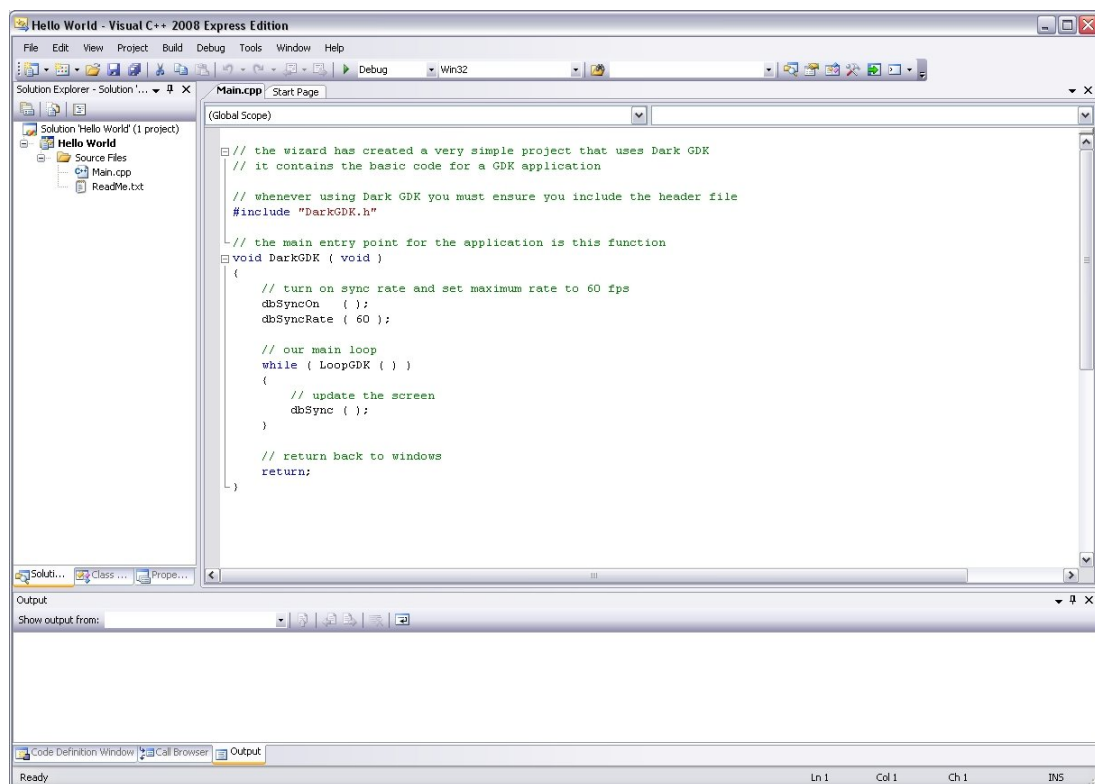 Hello World - Visual C++ 2008 Express Edition
File Edit View Project Build Debug Tools Window Help
Debug Win32
Solution Explorer - Solution '...
Main.cpp Start Page
(Global Scope)
Solution 'Hello World' (1 project)
Hello World
Source Files
Main.cpp
ReadMe.txt
// the wizard has created a very simple project that uses Dark GDK
// it contains the basic code for a GDK application
// whenever using Dark GDK you must ensure you include the header file
#include "DarkGDK.h"
// the main entry point for the application is this function
void DarkGDK ( void )
{
// turn on sync rate and set maximum rate to 60 fps
dbSyncOn ( );
dbSyncRate ( 60 );
// our main loop
while ( LoopGDK ( ) )
{
// update the screen
dbSync ( );
}
// return back to windows
return;
}
Soluti... Class ... Prope...
Output
Show output from:
Code Definition Window Call Browser Output
Ready Ln 1 Col 1 Ch 1 INS